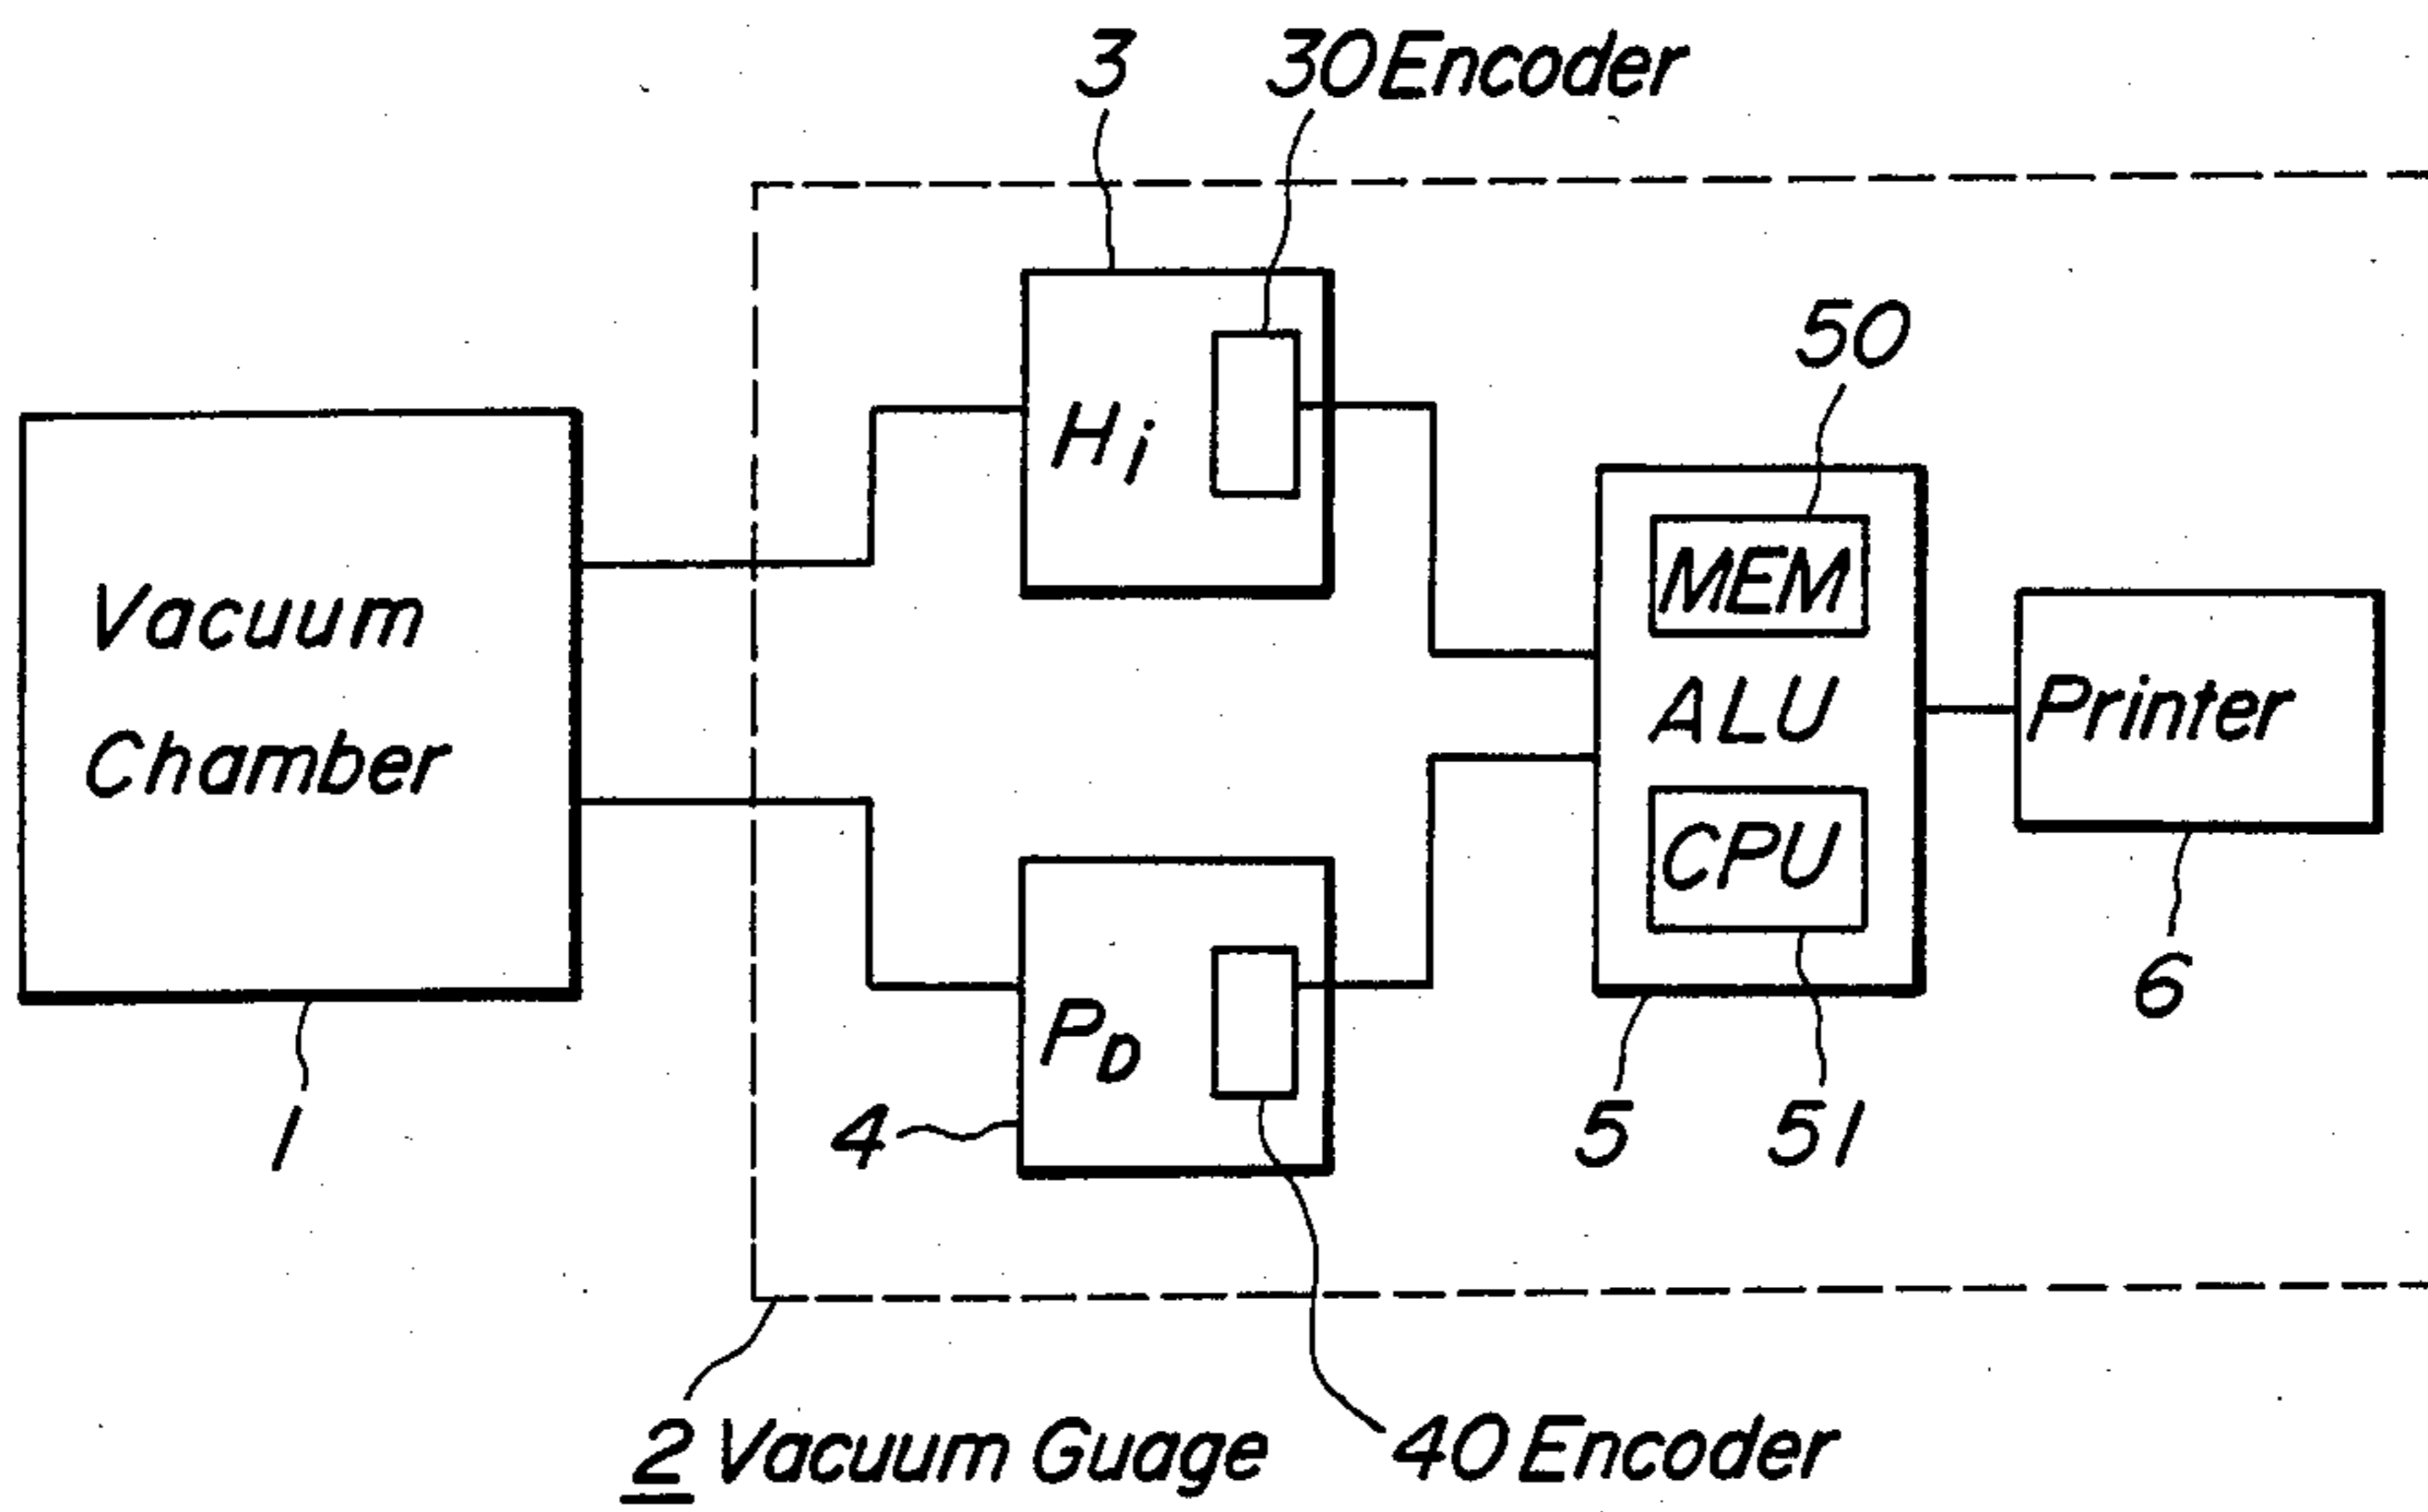 3
30 Encoder
50
Hi
MEM
Vacuum
Chamber
ALU
Printer
CPU
PD
6
4
1
5
51
2 Vacuum Guage
40 Encoder